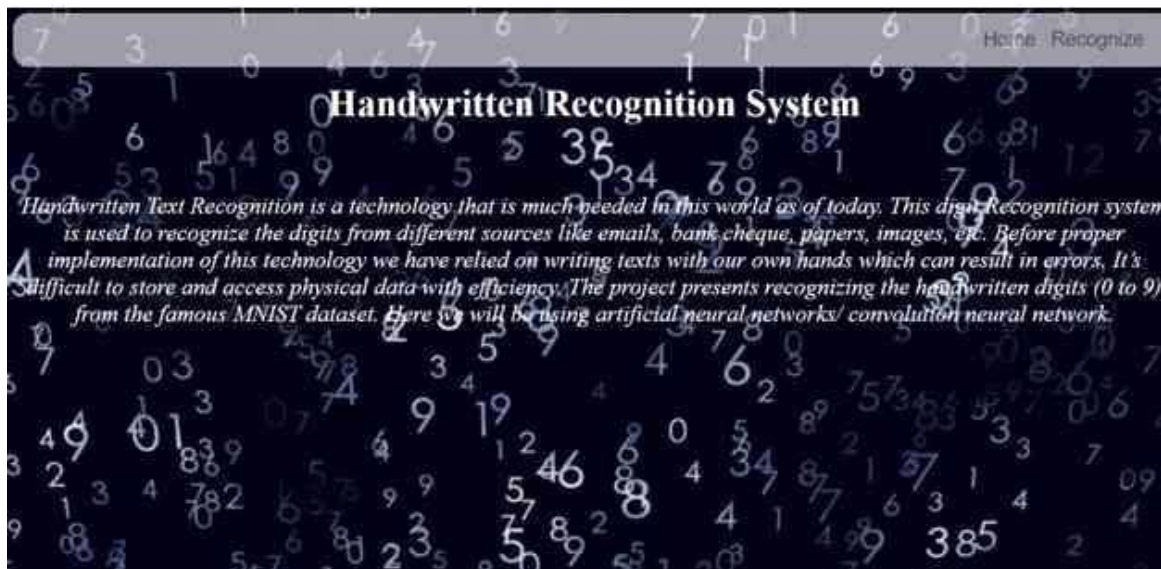 Home Recognize
Handwritten Recognition System
Handwritten Text Recognition is a technology that is much needed in this world as of today. This digit Recognition system
is used to recognize the digits from different sources like emails, bank cheque, papers, images, etc. Before proper
implementation of this technology we have relied on writing texts with our own hands which can result in errors. It's
difficult to store and access physical data with efficiency. The project presents recognizing the handwritten digits (0 to 9)
from the famous MNIST dataset. Here we will be using artificial neural networks/ convolution neural network.